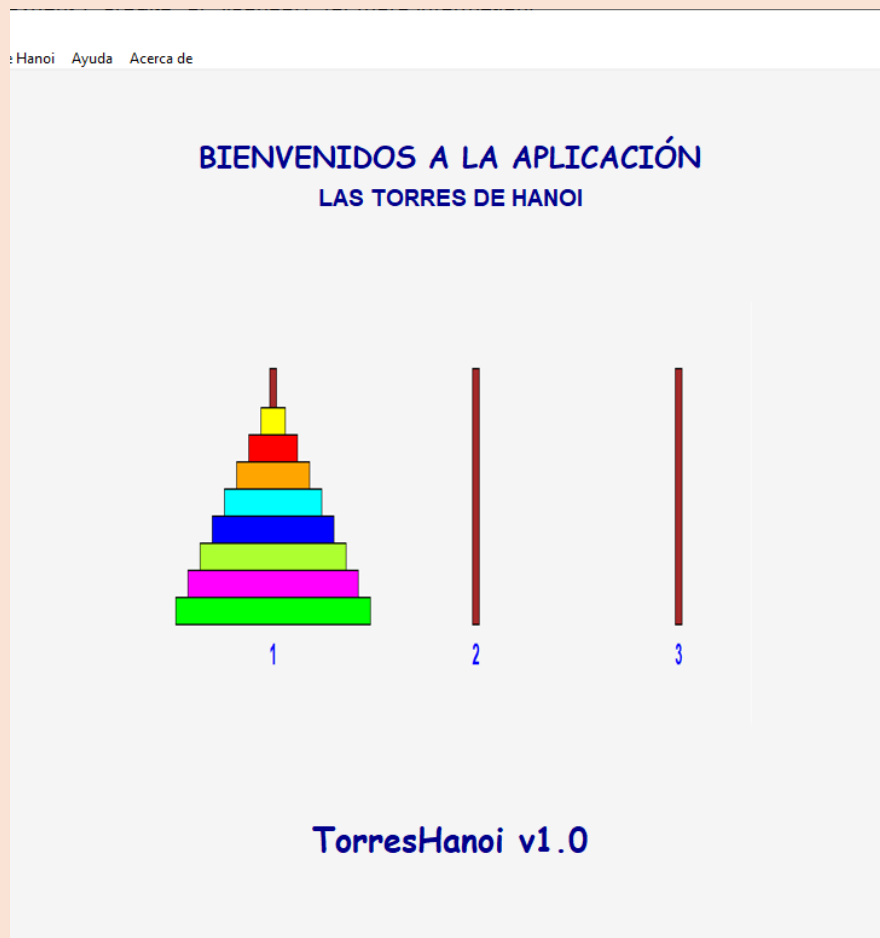 Hanoi Ayuda Acerca de
BIENVENIDOS A LA APLICACIÓN
LAS TORRES DE HANOI
1 2 3
TorresHanoi v1.0